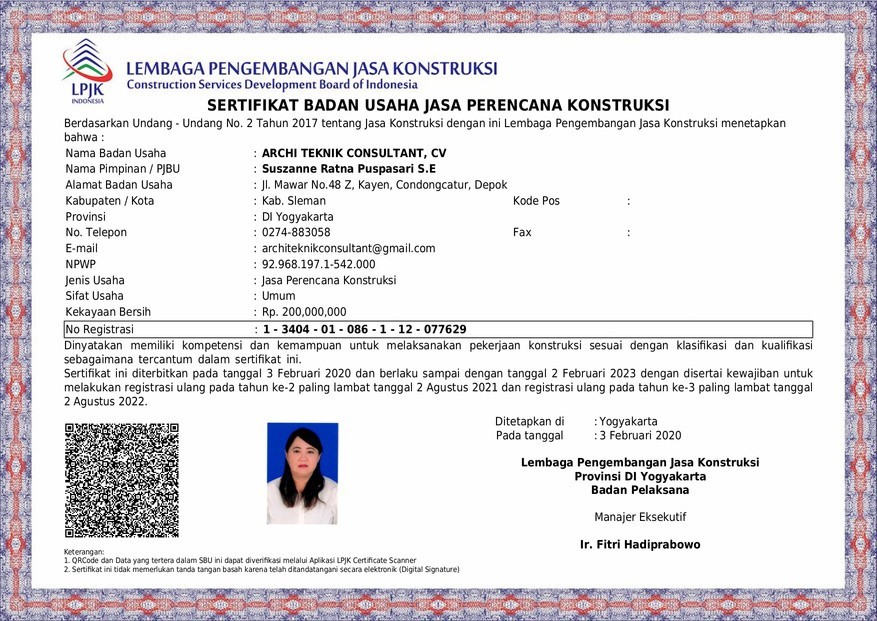 LPJK
INDONESIA
LEMBAGA PENGEMBANGAN JASA KONSTRUKSI
Construction Services Development Board of Indonesia
SERTIFIKAT BADAN USAHA JASA PERENCANA KONSTRUKSI
Berdasarkan Undang - Undang No. 2 Tahun 2017 tentang Jasa Konstruksi dengan ini Lembaga Pengembangan Jasa Konstruksi menetapkan
bahwa :
Nama Badan Usaha : ARCHI TEKNIK CONSULTANT, CV
Nama Pimpinan / PJBU : Suszanne Ratna Puspasari S.E
Alamat Badan Usaha : Jl. Mawar No.48 Z, Kayen, Condongcatur, Depok
Kabupaten / Kota : Kab. Sleman Kode Pos :
Provinsi : DI Yogyakarta
No. Telepon : 0274-883058 Fax :
E-mail : architeknikconsultant@gmail.com
NPWP : 92.968.197.1-542.000
Jenis Usaha : Jasa Perencana Konstruksi
Sifat Usaha : Umum
Kekayaan Bersih : Rp. 200,000,000
No Registrasi : 1 - 3404 - 01 - 086 - 1 - 12 - 077629
Dinyatakan memiliki kompetensi dan kemampuan untuk melaksanakan pekerjaan konstruksi sesuai dengan klasifikasi dan kualifikasi
sebagaimana tercantum dalam sertifikat ini.
Sertifikat ini diterbitkan pada tanggal 3 Februari 2020 dan berlaku sampai dengan tanggal 2 Februari 2023 dengan disertai kewajiban untuk
melakukan registrasi ulang pada tahun ke-2 paling lambat tanggal 2 Agustus 2021 dan registrasi ulang pada tahun ke-3 paling lambat tanggal
2 Agustus 2022.
Ditetapkan di : Yogyakarta
Pada tanggal : 3 Februari 2020
Lembaga Pengembangan Jasa Konstruksi
Provinsi DI Yogyakarta
Badan Pelaksana
Manajer Eksekutif
Ir. Fitri Hadiprabowo
Keterangan:
1. QRCode dan Data yang tertera dalam SBU ini dapat diverifikasi melalui Aplikasi LPJK Certificate Scanner
2. Sertifikat ini tidak memerlukan tanda tangan basah karena telah ditandatangani secara elektronik (Digital Signature)